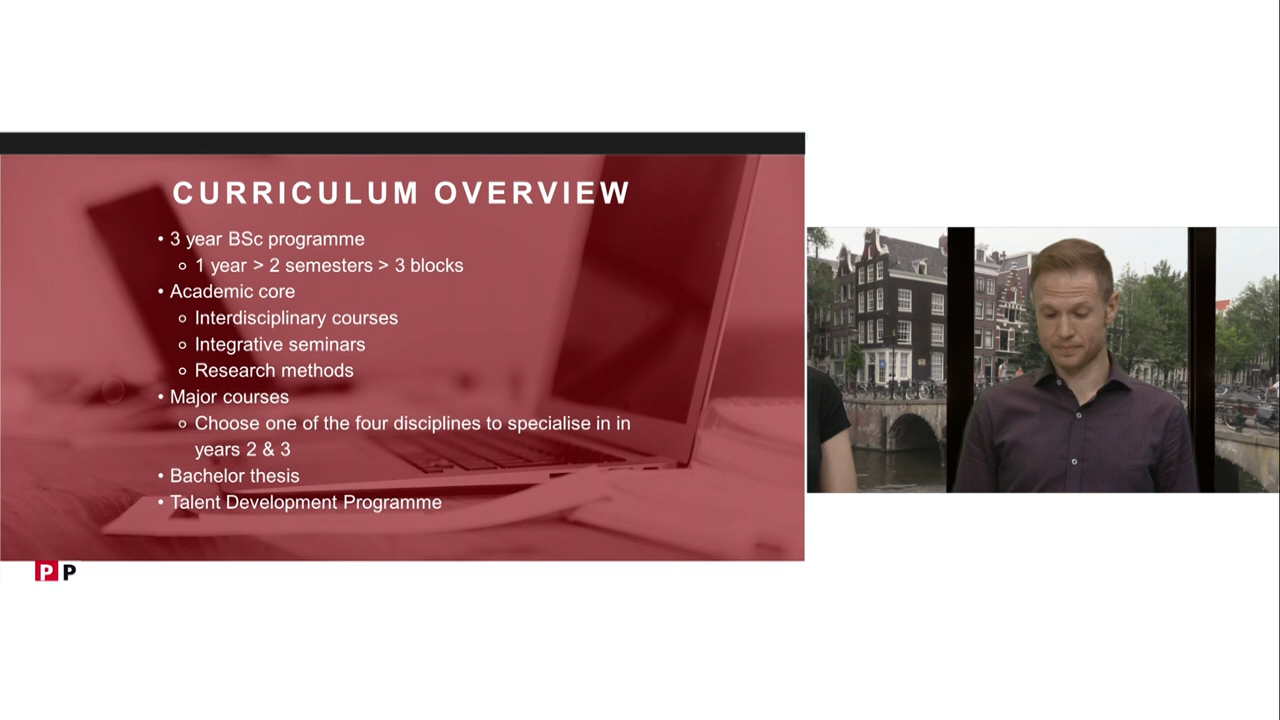 CURRICULUM OVERVIEW
• 3 year BSc programme
o 1 year > 2 semesters > 3 blocks
• Academic core
o Interdisciplinary courses
o Integrative seminars
o Research methods
• Major courses
o Choose one of the four disciplines to specialise in in
years 2 & 3
• Bachelor thesis
• Talent Development Programme
P P